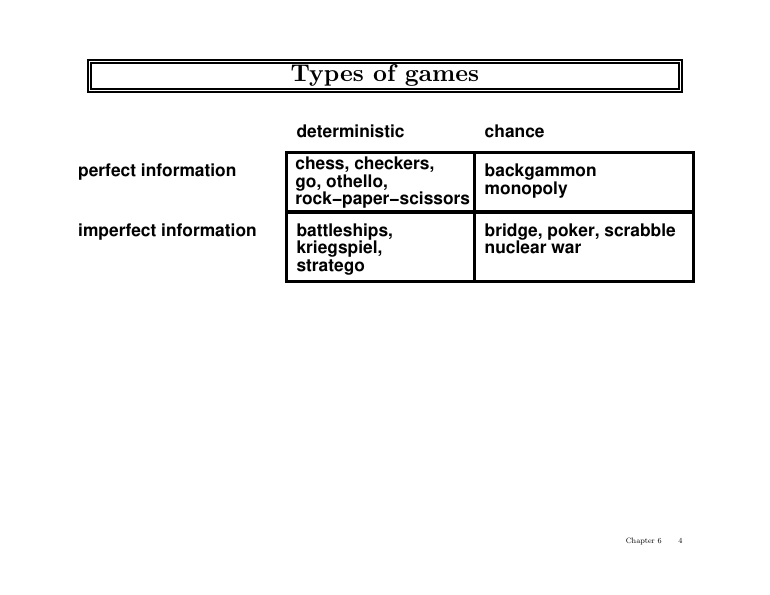 Types of games
deterministic chance
perfect information
chess, checkers,
go, othello,
rock−paper−scissors
backgammon
monopoly
imperfect information
battleships,
kriegspiel,
stratego
bridge, poker, scrabble
nuclear war
Chapter 6 4